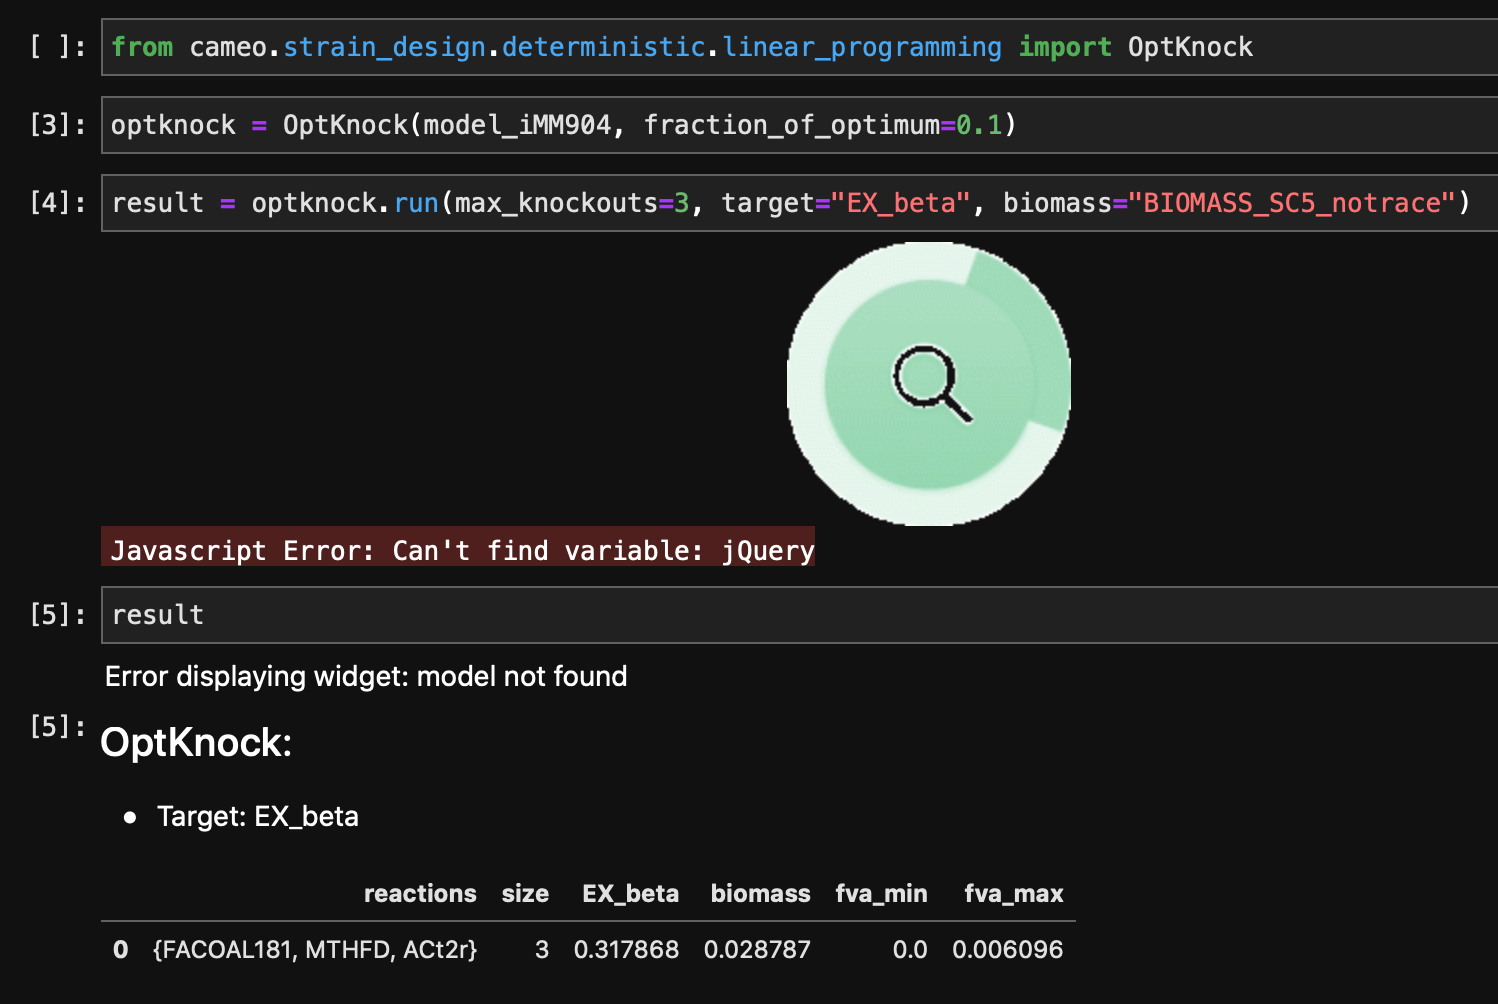 [ ]: from cameo.strain_design.deterministic.linear_programming import OptKnock
[3]: optknock = OptKnock(model_iMM904, fraction_of_optimum=0.1)
[4]: result = optknock.run(max_knockouts=3, target="EX_beta", biomass="BIOMASS_SC5_notrace")
Javascript Error: Can't find variable: jQuery
[5]: result
Error displaying widget: model not found
[5]: OptKnock:
• Target: EX_beta
reactions size EX_beta biomass fva_min fva_max
0 {FACOAL181, MTHFD, ACt2r} 3 0.317868 0.028787 0.0 0.006096